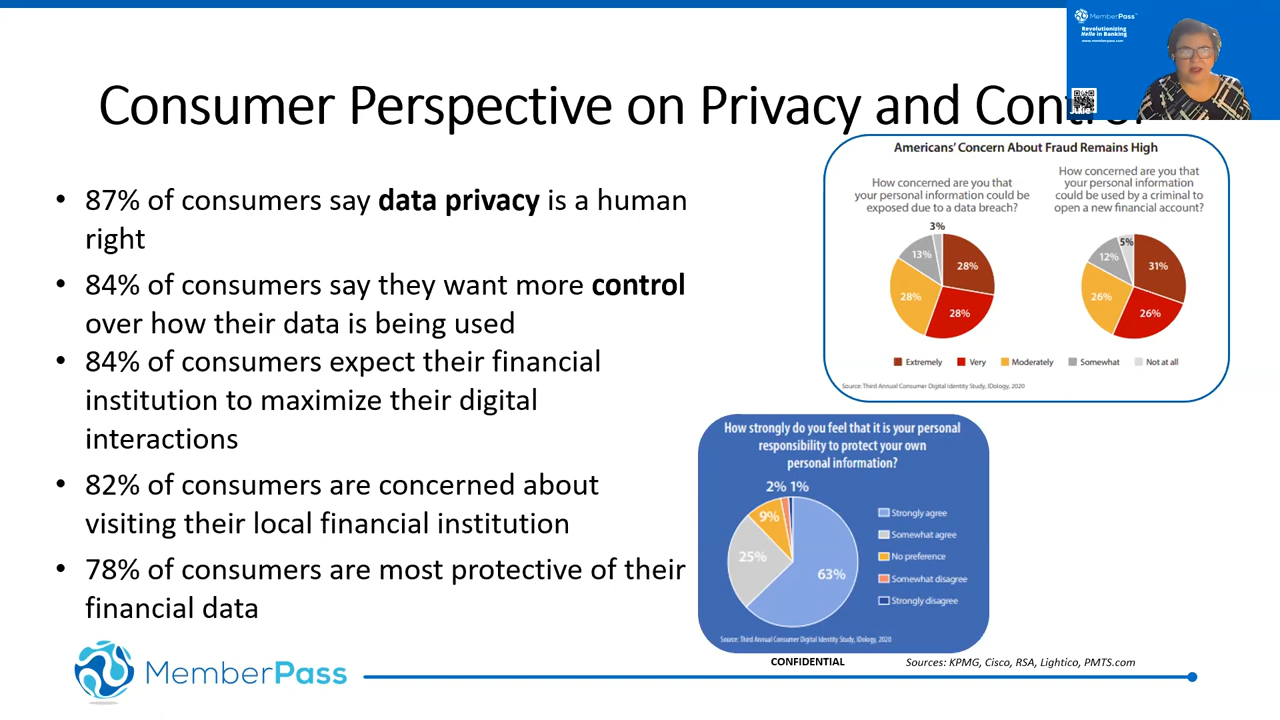 MemberPass™
Revolutionizing
Hello in Banking
www.memberpass.com
Julie
Consumer Perspective on Privacy and Control
• 87% of consumers say data privacy is a human
right
• 84% of consumers say they want more control
over how their data is being used
• 84% of consumers expect their financial
institution to maximize their digital
interactions
• 82% of consumers are concerned about
visiting their local financial institution
• 78% of consumers are most protective of their
financial data
Americans' Concern About Fraud Remains High
How concerned are you that
your personal information could be
exposed due to a data breach?
3%
13%
28%
28%
28%
How concerned are you that
your personal information
could be used by a criminal to
open a new financial account?
5%
12%
31%
26%
26%
Extremely Very Moderately Somewhat Not at all
Source: Third Annual Consumer Digital Identity Study, IDology, 2020
How strongly do you feel that it is your personal
responsibility to protect your own
personal information?
2% 1%
9%
25%
63%
Strongly agree
Somewhat agree
No preference
Somewhat disagree
Strongly disagree
Source: Third Annual Consumer Digital Identity Study, IDology, 2020
MemberPass
CONFIDENTIAL
Sources: KPMG, Cisco, RSA, Lightico, PMTS.com